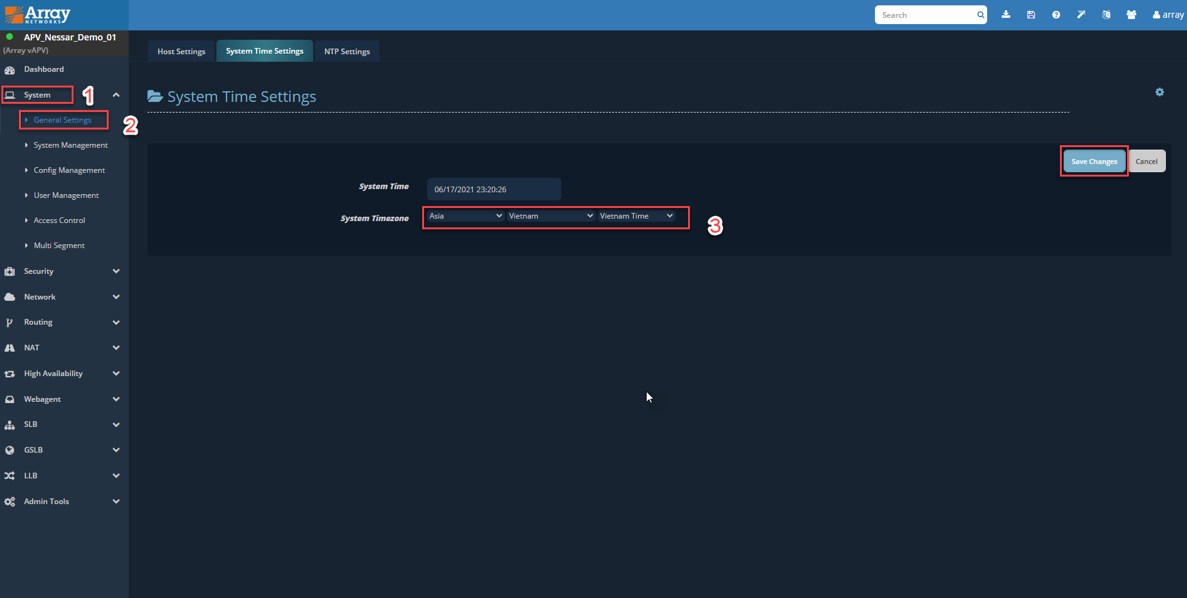 Array
NETWORKS
Search
array
APV_Nessar_Demo_01
(Array vAPV)
Dashboard
System
1
General Settings
2
System Management
Config Management
User Management
Access Control
Multi Segment
Security
Network
Routing
NAT
High Availability
Webagent
SLB
GSLB
LLB
Admin Tools
Host Settings
System Time Settings
NTP Settings
System Time Settings
Save Changes
Cancel
System Time
06/17/2021 23:20:26
System Timezone
Asia
Vietnam
Vietnam Time
3